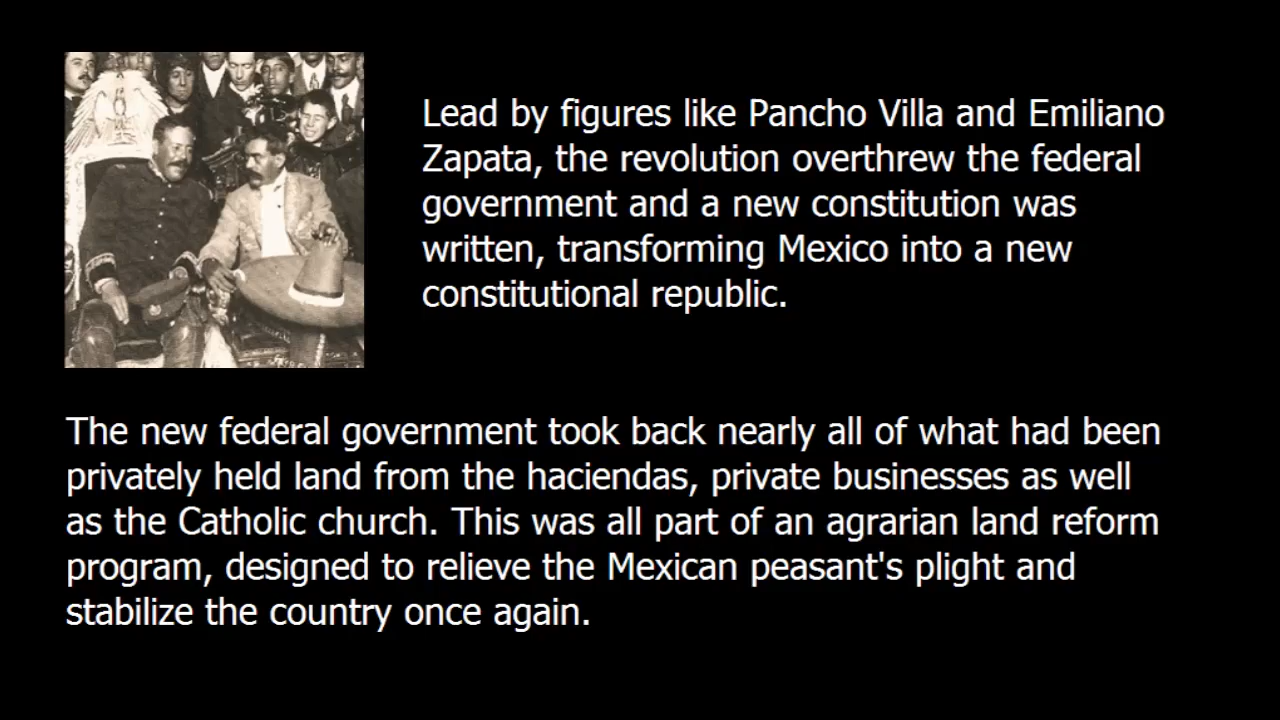 Lead by figures like Pancho Villa and Emiliano
Zapata, the revolution overthrew the federal
government and a new constitution was
written, transforming Mexico into a new
constitutional republic.
The new federal government took back nearly all of what had been
privately held land from the haciendas, private businesses as well
as the Catholic church. This was all part of an agrarian land reform
program, designed to relieve the Mexican peasant's plight and
stabilize the country once again.